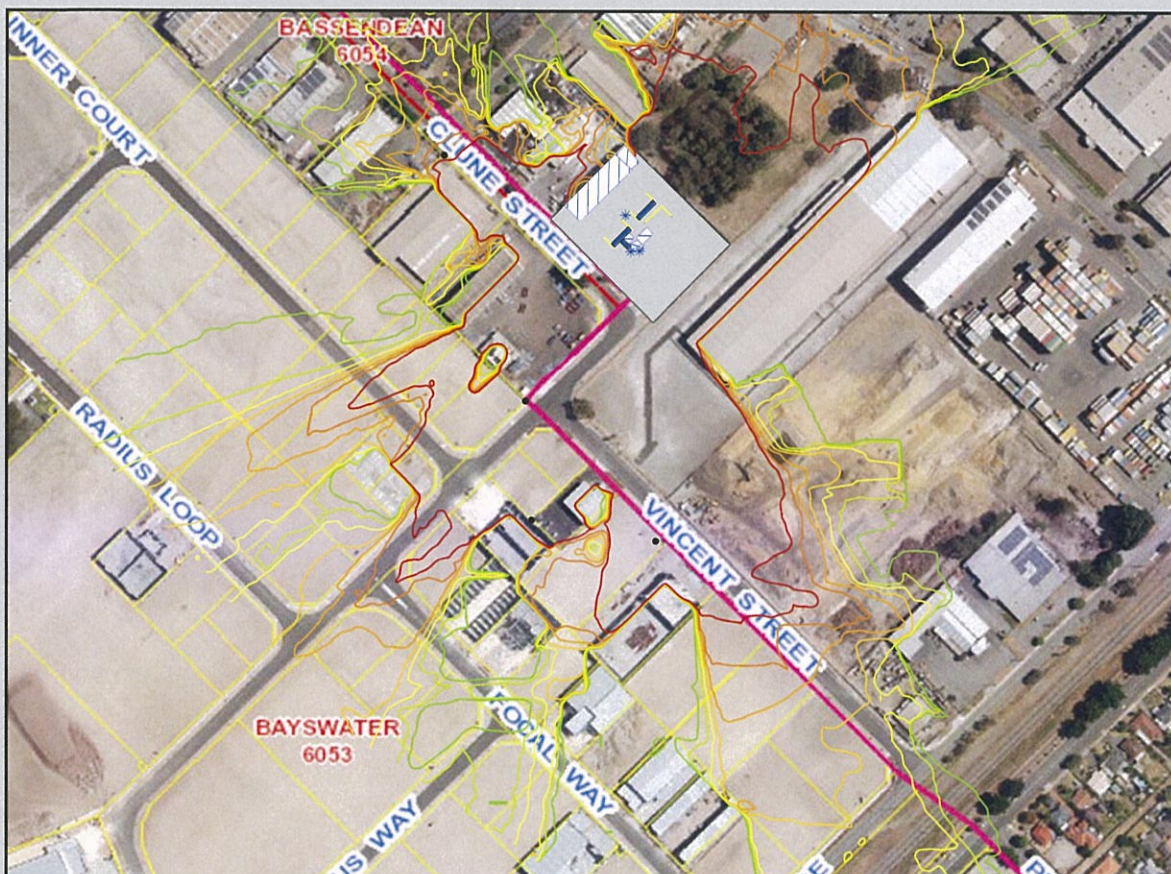 BASSENDEAN
6054
INNER COURT
CLUNE STREET
RADIUS LOOP
VINCENT STREET
BAYSWATER
6053
FOCAL WAY
WAY